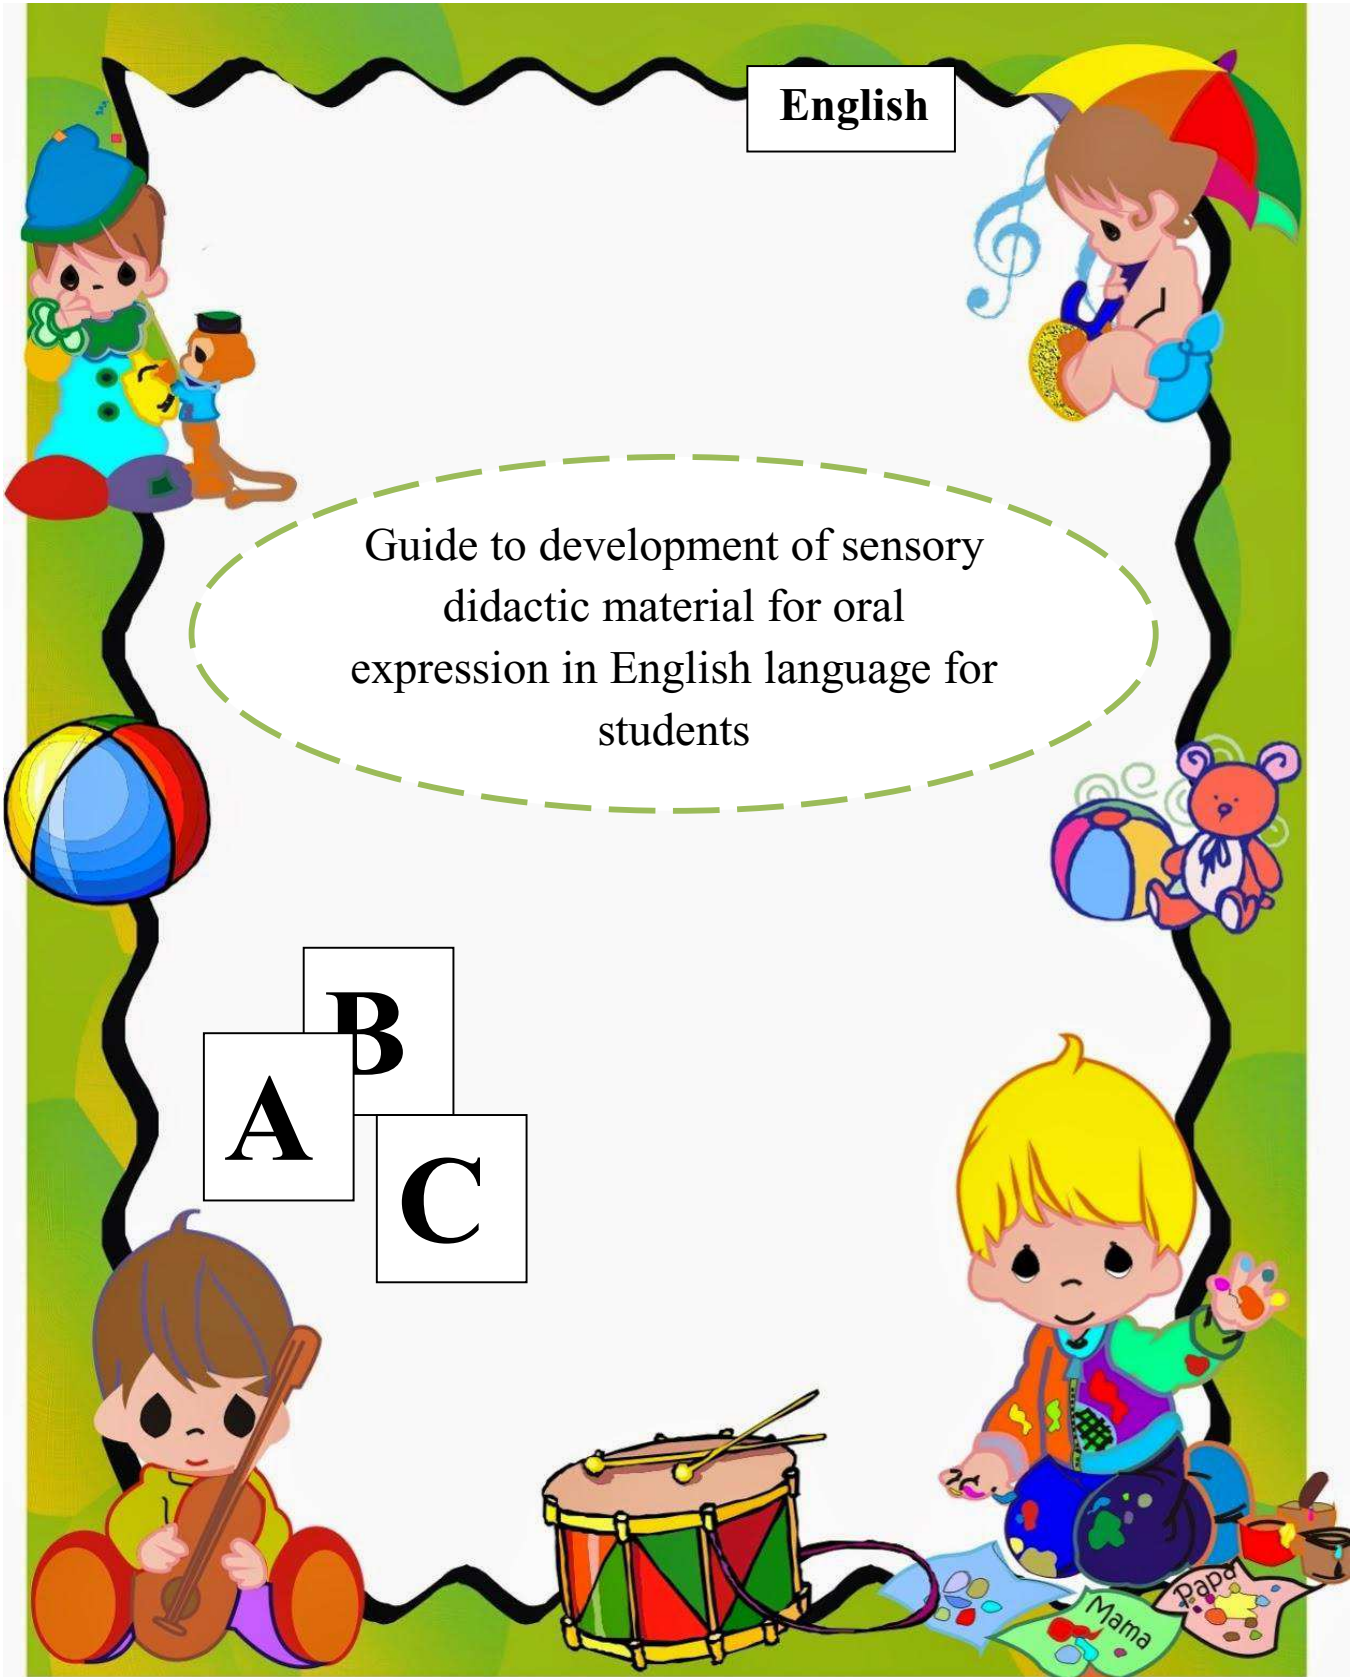 English
Guide to development of sensory
didactic material for oral
expression in English language for
students
B
A
C
Papa
Mama